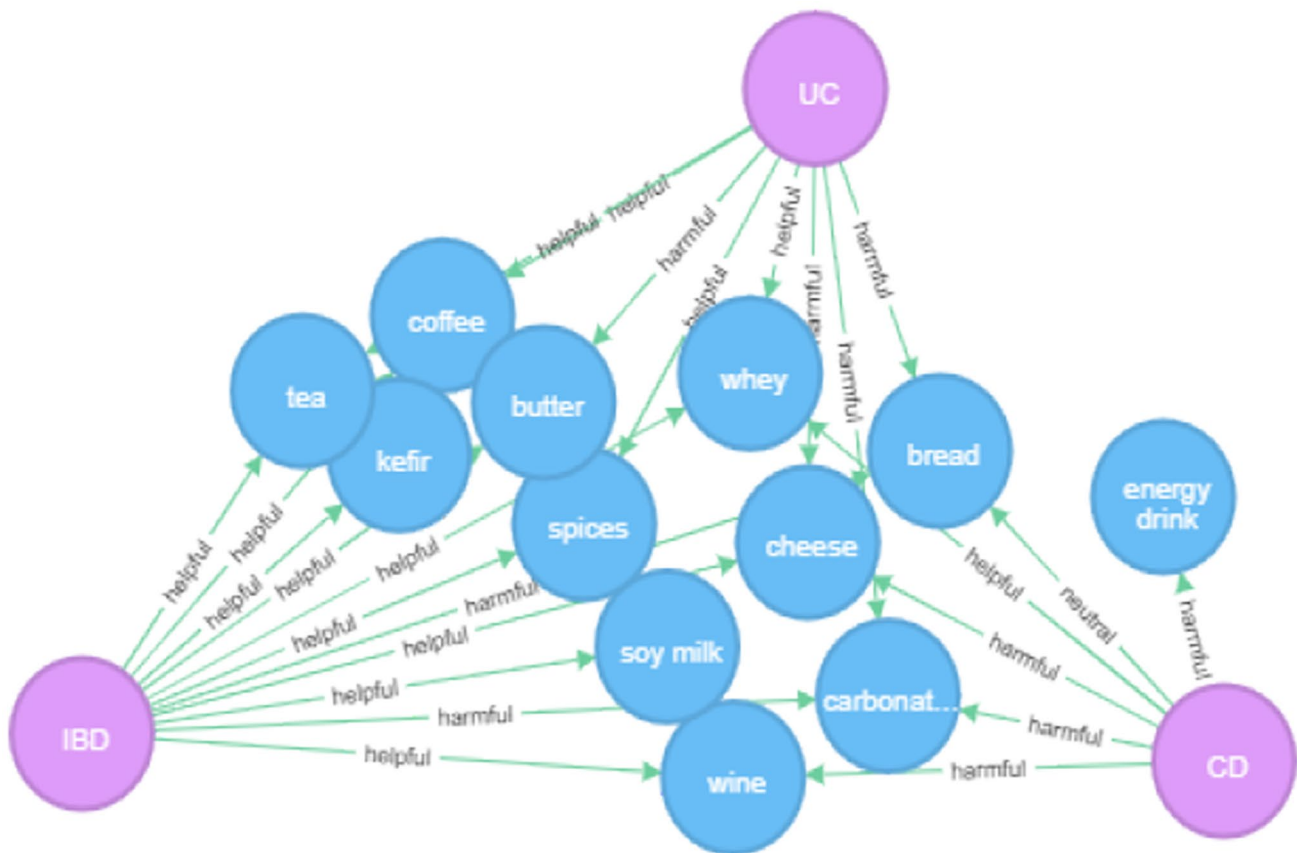 UC
helpful
helpful
harmful
helpful
helpful
harmful
harmful
harmful
coffee
tea
butter
whey
kefir
bread
spices
cheese
energy
drink
helpful
helpful
helpful
helpful
helpful
helpful
harmful
helpful
helpful
harmful
helpful
soy milk
carbonat...
wine
helpful
neutral
harmful
harmful
harmful
harmful
IBD
CD